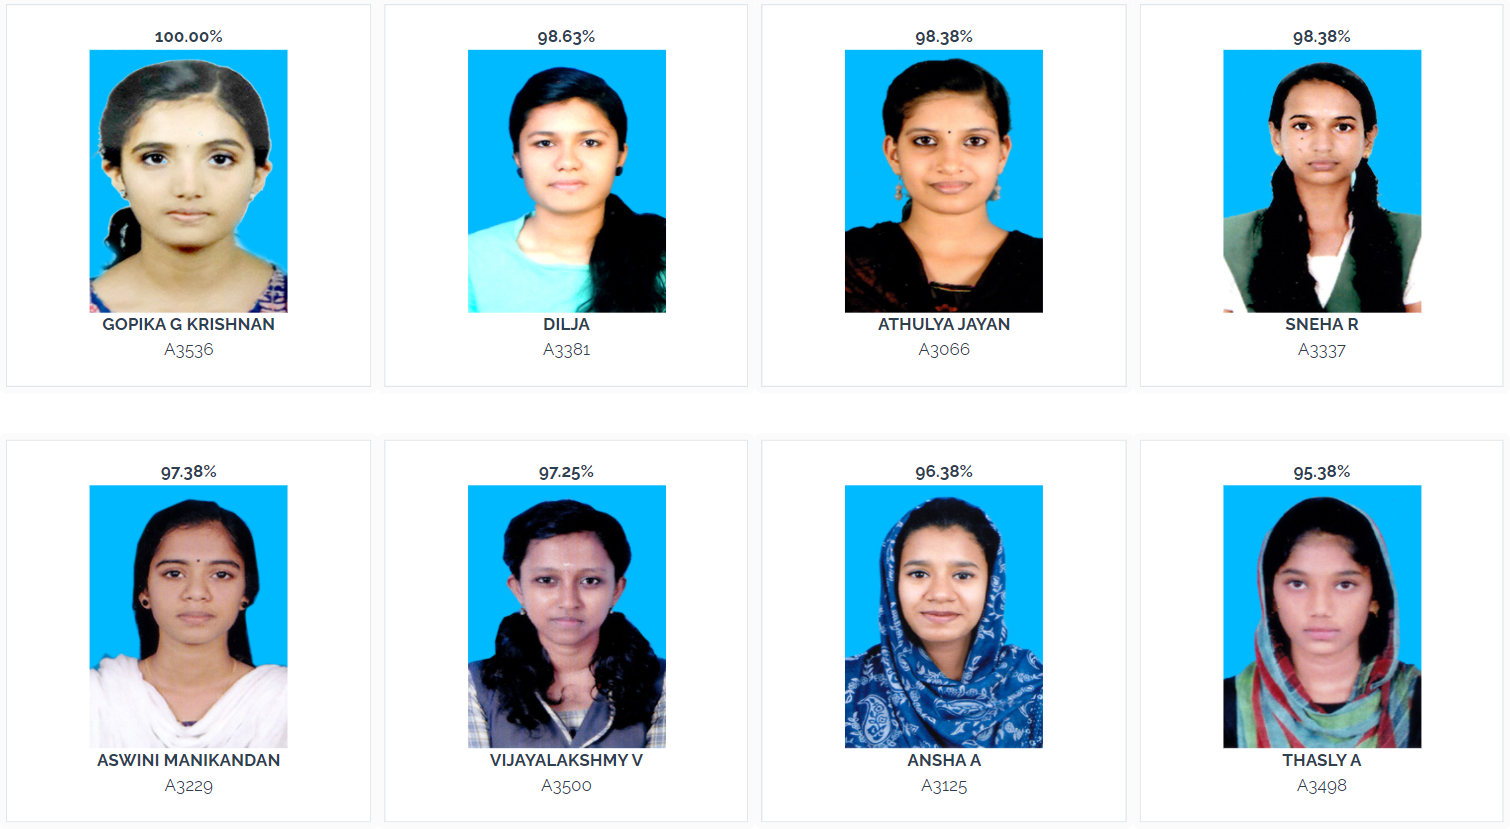 100.00%
98.63%
98.38%
98.38%
GOPIKA G KRISHNAN
DILJA
ATHULYA JAYAN
SNEHA R
A3536
A3381
A3066
A3337
97.38%
97.25%
96.38%
95.38%
ASWINI MANIKANDAN
VIJAYALAKSHMY V
ANSHA A
THASLY A
A3229
A3500
A3125
A3498